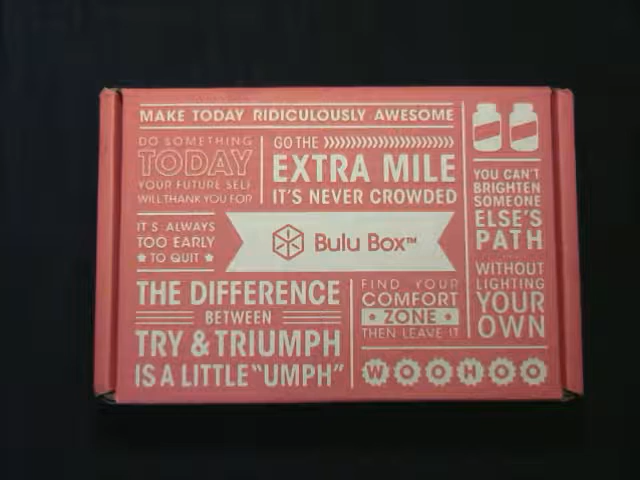 MAKE TODAY RIDICULOUSLY AWESOME
DO SOMETHING
TODAY
YOUR FUTURE SELF
WILL THANK YOU FOR
GO THE
EXTRA MILE
IT'S NEVER CROWDED
IT'S ALWAYS
TOO EARLY
★ TO QUIT ★
Bulu Box™
THE DIFFERENCE
BETWEEN
TRY & TRIUMPH
IS A LITTLE "UMPH"
FIND YOUR
COMFORT
• ZONE •
THEN LEAVE IT
YOU CAN'T
BRIGHTEN
SOMEONE
ELSE'S
PATH
WITHOUT
LIGHTING
YOUR
OWN
WOOHOO